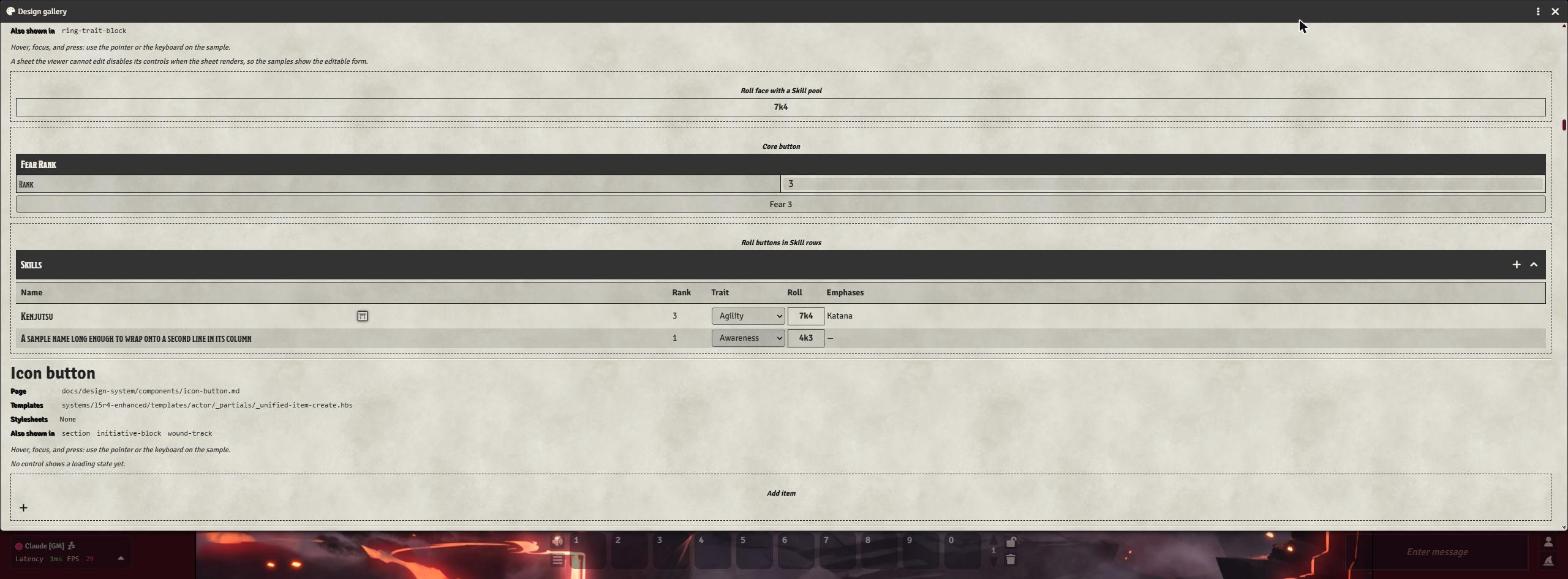 Design gallery
Also shown in ring-trait-block
Hover, focus, and press: use the pointer or the keyboard on the sample.
A sheet the viewer cannot edit disables its controls when the sheet renders, so the samples show the editable form.
Roll face with a Skill pool
7k4
Core button
Fear Rank
Rank 3
Fear 3
Roll buttons in Skill rows
Skills
Name Rank Trait Roll Emphases
Kenjutsu 3 Agility 7k4 Katana
A sample name long enough to wrap onto a second line in its column 1 Awareness 4k3 —
Icon button
Page docs/design-system/components/icon-button.md
Templates systems/l5r4-enhanced/templates/actor/_partials/_unified-item-create.hbs
Stylesheets None
Also shown in section initiative-block wound-track
Hover, focus, and press: use the pointer or the keyboard on the sample.
No control shows a loading state yet.
Add item
Claude [GM]
Latency 3ms FPS 29
1 2 3 4 5 6 7 8 9 0
1
Enter message